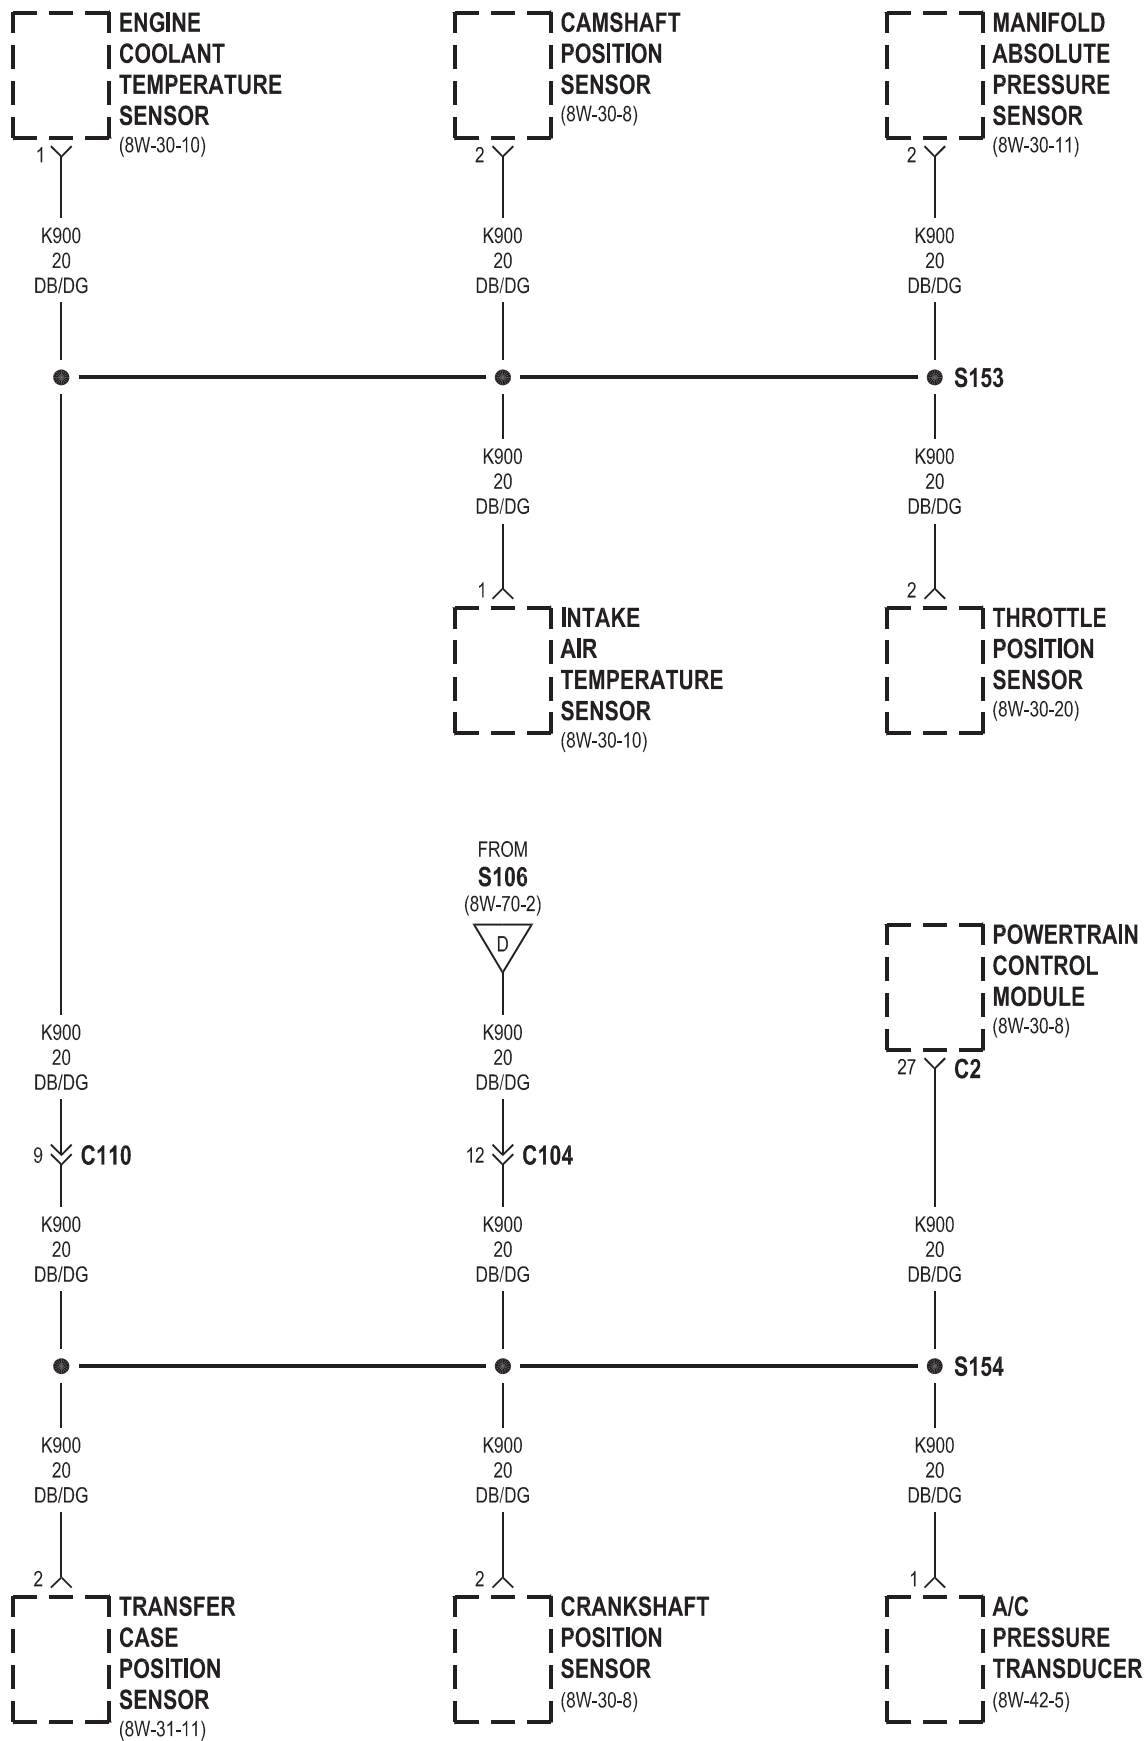 ENGINE
COOLANT
TEMPERATURE
SENSOR
(8W-30-10)
1
CAMSHAFT
POSITION
SENSOR
(8W-30-8)
2
MANIFOLD
ABSOLUTE
PRESSURE
SENSOR
(8W-30-11)
2
K900
20
DB/DG
K900
20
DB/DG
K900
20
DB/DG
S153
K900
20
DB/DG
K900
20
DB/DG
1
INTAKE
AIR
TEMPERATURE
SENSOR
(8W-30-10)
2
THROTTLE
POSITION
SENSOR
(8W-30-20)
FROM
S106
(8W-70-2)
D
POWERTRAIN
CONTROL
MODULE
(8W-30-8)
27 C2
K900
20
DB/DG
K900
20
DB/DG
9 C110
12 C104
K900
20
DB/DG
K900
20
DB/DG
K900
20
DB/DG
S154
K900
20
DB/DG
K900
20
DB/DG
K900
20
DB/DG
2
TRANSFER
CASE
POSITION
SENSOR
(8W-31-11)
2
CRANKSHAFT
POSITION
SENSOR
(8W-30-8)
1
A/C
PRESSURE
TRANSDUCER
(8W-42-5)